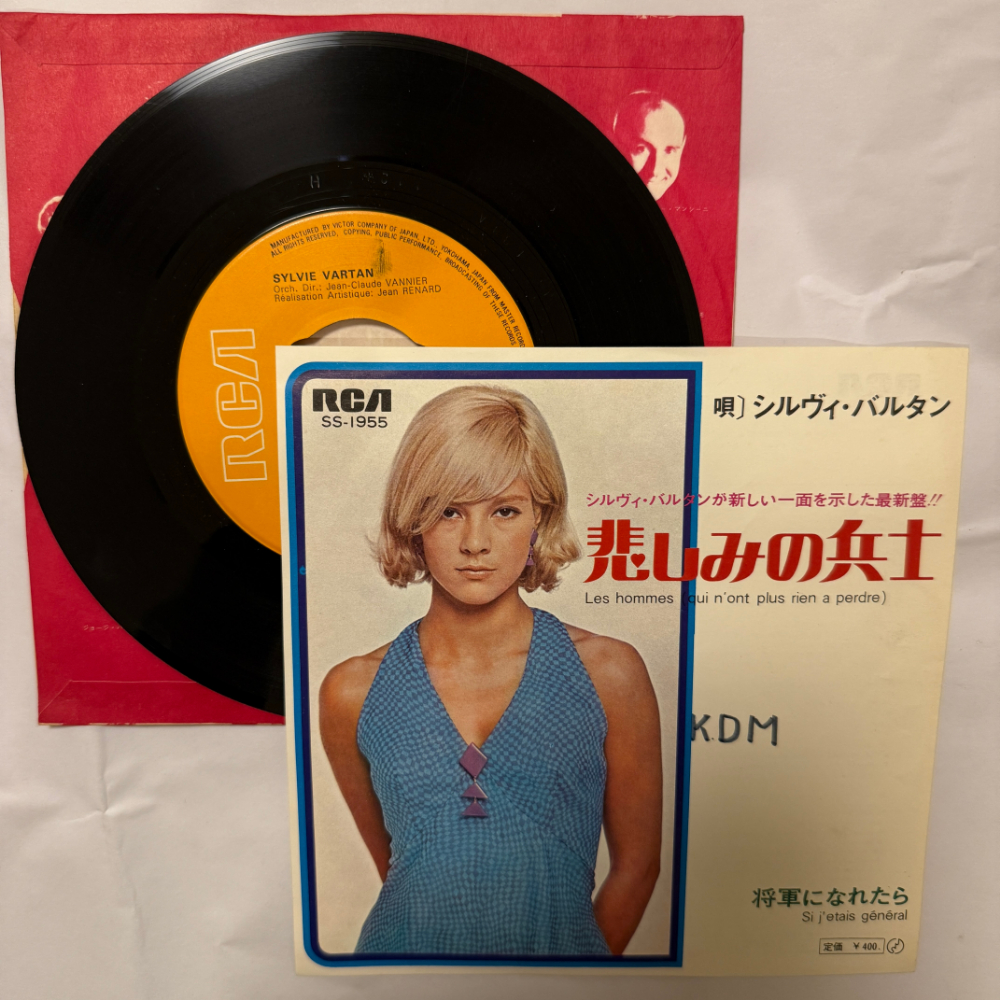 MANUFACTURED BY VICTOR COMPANY OF JAPAN, LTD., YOKOHAMA, JAPAN FROM MASTER RECORD
ALL RIGHTS RESERVED, COPYING, PUBLIC PERFORMANCE, BROADCASTING OF THESE RECORDS
SYLVIE VARTAN
Orch. Dir.: Jean-Claude VANNIER
Réalisation Artistique: Jean RENARD
RCA
RCA
SS-1955
唄〕シルヴィ・バルタン
シルヴィ・バルタンが新しい一面を示した最新盤!!
悲しみの兵士
Les hommes (qui n'ont plus rien a perdre)
KDM
将軍になれたら
Si j'etais général
定価 ¥400.